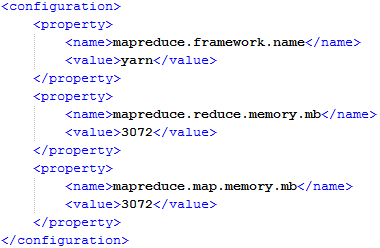 <configuration>
    <property>
        <name>mapreduce.framework.name</name>
        <value>yarn</value>
    </property>
    <property>
        <name>mapreduce.reduce.memory.mb</name>
        <value>3072</value>
    </property>
    <property>
        <name>mapreduce.map.memory.mb</name>
        <value>3072</value>
    </property>
</configuration>